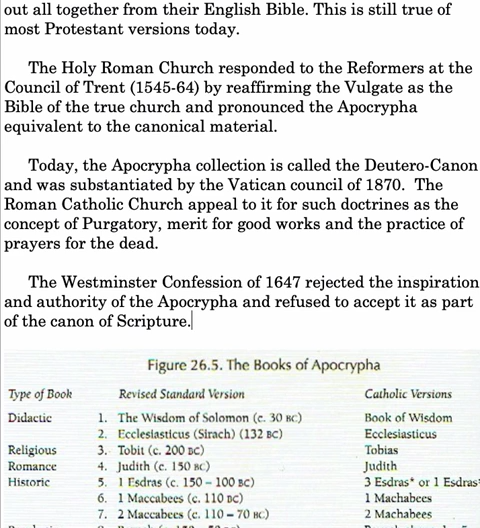 out all together from their English Bible. This is still true of
most Protestant versions today.
The Holy Roman Church responded to the Reformers at the
Council of Trent (1545-64) by reaffirming the Vulgate as the
Bible of the true church and pronounced the Apocrypha
equivalent to the canonical material.
Today, the Apocrypha collection is called the Deutero-Canon
and was substantiated by the Vatican council of 1870. The
Roman Catholic Church appeal to it for such doctrines as the
concept of Purgatory, merit for good works and the practice of
prayers for the dead.
The Westminster Confession of 1647 rejected the inspiration
and authority of the Apocrypha and refused to accept it as part
of the canon of Scripture.
Figure 26.5. The Books of Apocrypha
Type of Book Revised Standard Version Catholic Versions
Didactic 1. The Wisdom of Solomon (c. 30 BC) Book of Wisdom
2. Ecclesiasticus (Sirach) (132 BC) Ecclesiasticus
Religious 3. Tobit (c. 200 BC) Tobias
Romance 4. Judith (c. 150 BC) Judith
Historic 5. 1 Esdras (c. 150 – 100 BC) 3 Esdras* or 1 Esdras*
6. 1 Maccabees (c. 110 BC) 1 Machabees
7. 2 Maccabees (c. 110 – 70 BC) 2 Machabees